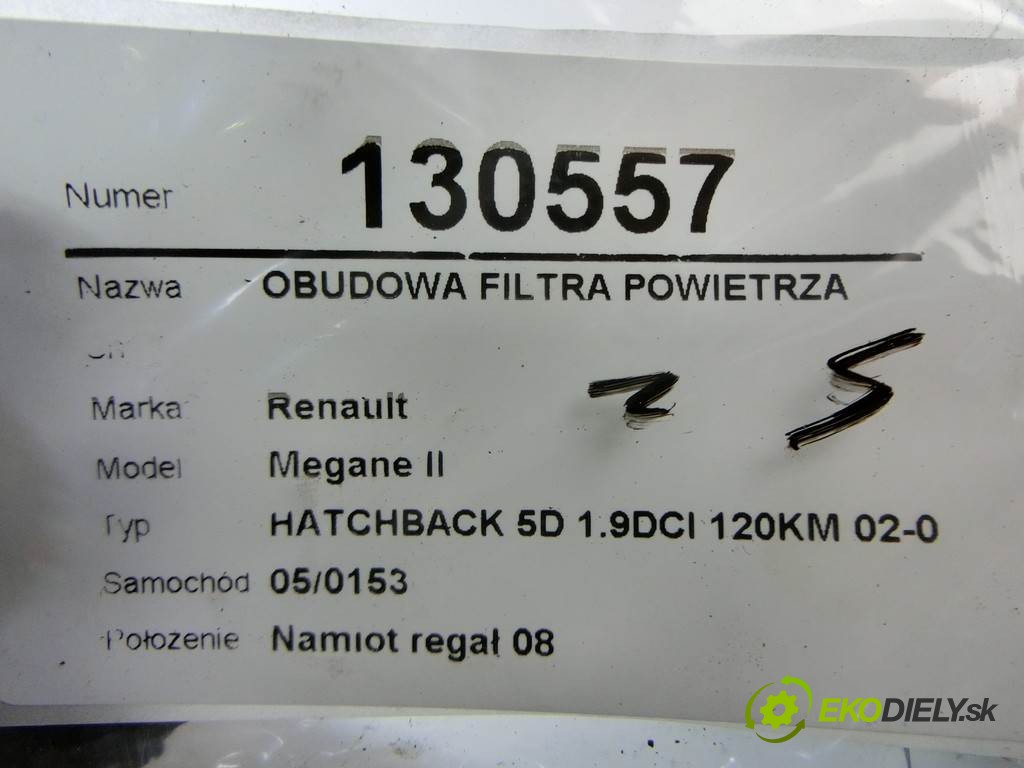 Numer 130557
Nazwa OBUDOWA FILTRA POWIETRZA
Marka Renault
Model Megane II
Typ HATCHBACK 5D 1.9DCI 120KM 02-0
Samochód 05/0153
Położenie Namiot regał 08
EKODIELY.sk